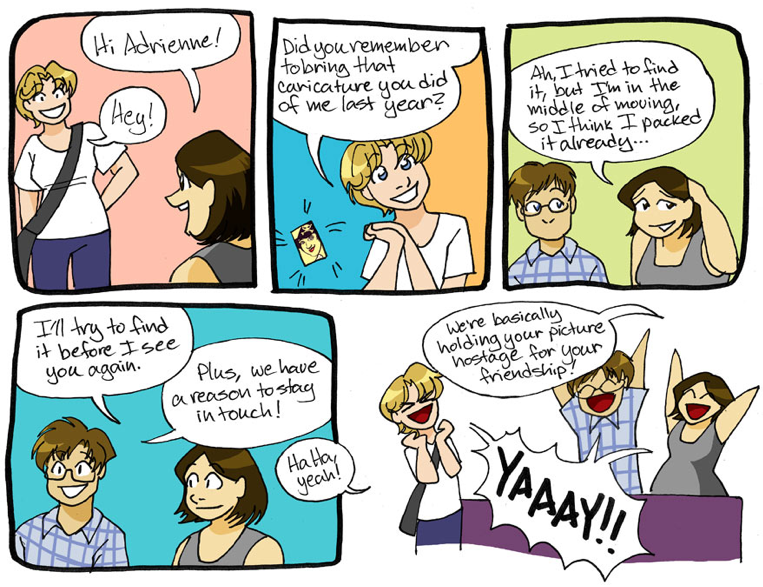 Hi Adrienne!
Hey!
Did you remember
to bring that
caricature you did
of me last year?
Ah, I tried to find
it, but I'm in the
middle of moving,
so I think I packed
it already...
I'll try to find
it before I see
you again.
Plus, we have
a reason to stay
in touch!
Ha Ha,
yeah!
We're basically
holding your picture
hostage for your
friendship!
YAAAY!!